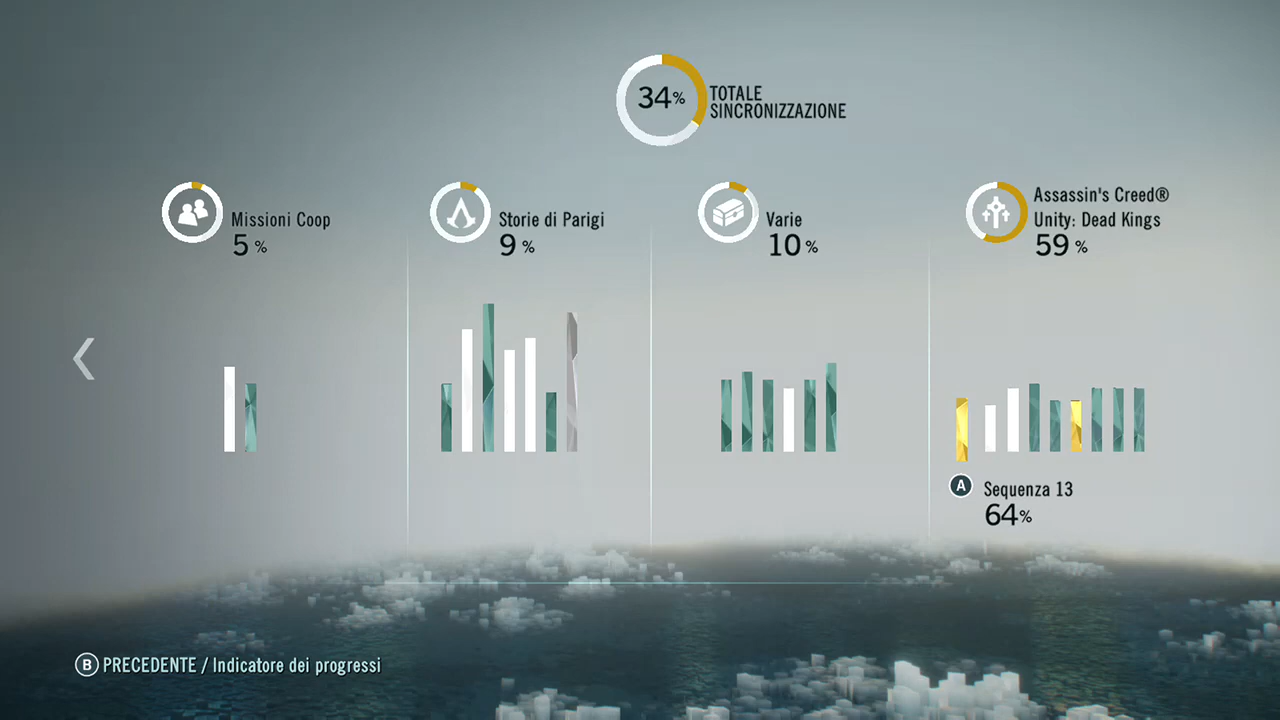 34%
TOTALE
SINCRONIZZAZIONE
Missioni Coop
5 %
Storie di Parigi
9 %
Varie
10 %
Assassin's Creed®
Unity: Dead Kings
59 %
A Sequenza 13
64%
B PRECEDENTE / Indicatore dei progressi